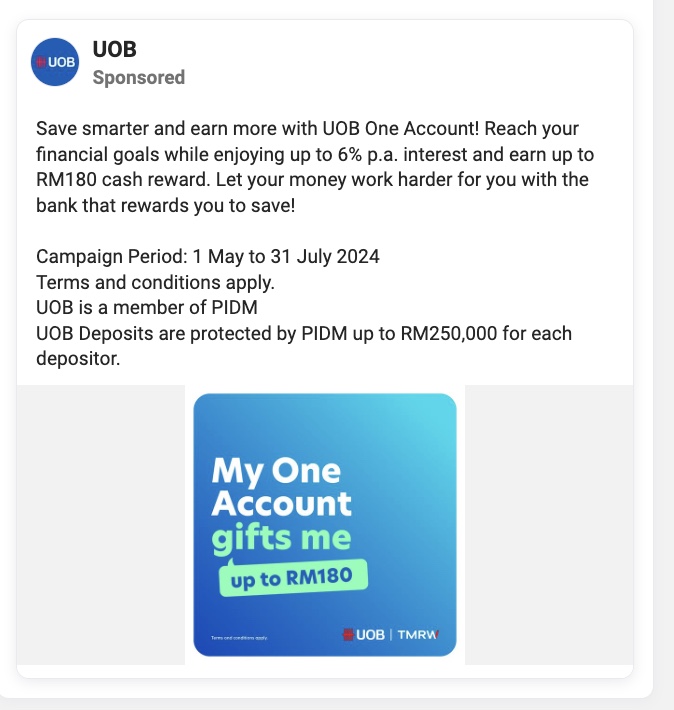 UOB
UOB
Sponsored
Save smarter and earn more with UOB One Account! Reach your
financial goals while enjoying up to 6% p.a. interest and earn up to
RM180 cash reward. Let your money work harder for you with the
bank that rewards you to save!
Campaign Period: 1 May to 31 July 2024
Terms and conditions apply.
UOB is a member of PIDM
UOB Deposits are protected by PIDM up to RM250,000 for each
depositor.
My One
Account
gifts me
up to RM180
Terms and conditions apply.
UOB | TMRW